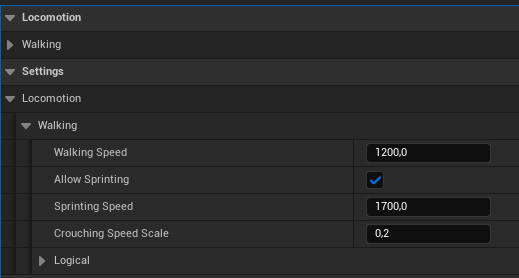 Locomotion
Walking
Settings
Locomotion
Walking
Walking Speed 1200,0
Allow Sprinting
Sprinting Speed 1700,0
Crouching Speed Scale 0,2
Logical